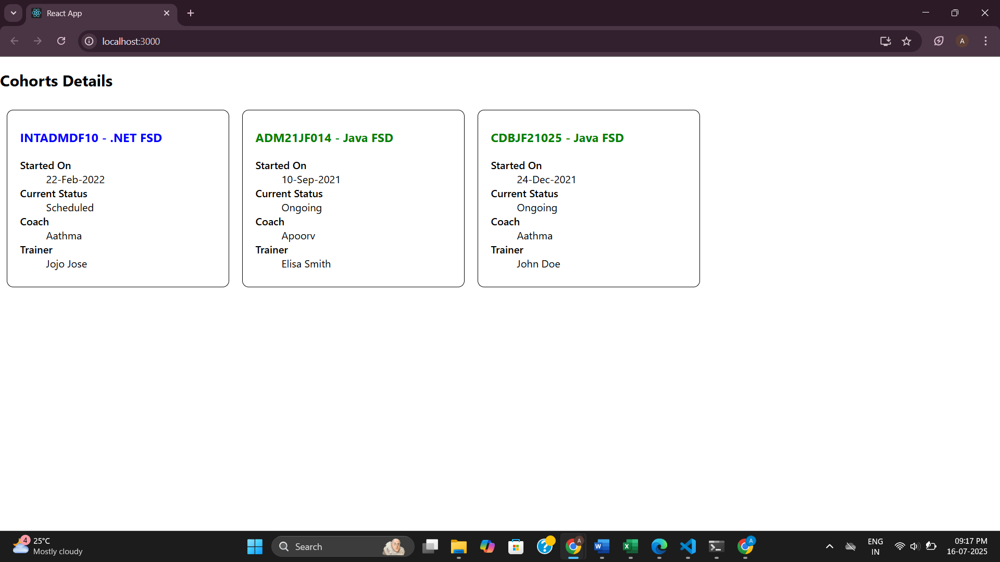 React App
localhost:3000
A
Cohorts Details
INTADMDF10 - .NET FSD
Started On
22-Feb-2022
Current Status
Scheduled
Coach
Aathma
Trainer
Jojo Jose
ADM21JF014 - Java FSD
Started On
10-Sep-2021
Current Status
Ongoing
Coach
Apoorv
Trainer
Elisa Smith
CDBJF21025 - Java FSD
Started On
24-Dec-2021
Current Status
Ongoing
Coach
Aathma
Trainer
John Doe
4
25°C
Mostly cloudy
Search
A
W
X
A
ENG
IN
09:17 PM
16-07-2025